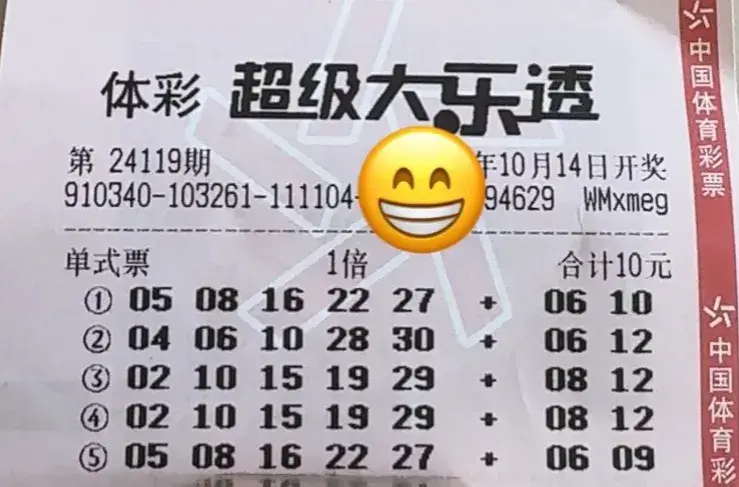 体彩 超级大乐透
第 24119期 年10月14日开奖
910340-103261-111104- 94629 WMxmeg
单式票 1倍 合计10元
① 05 08 16 22 27 + 06 10
② 04 06 10 28 30 + 06 12
③ 02 10 15 19 29 + 08 12
④ 02 10 15 19 29 + 08 12
⑤ 05 08 16 22 27 + 06 09
中国体育彩票
中国体育彩